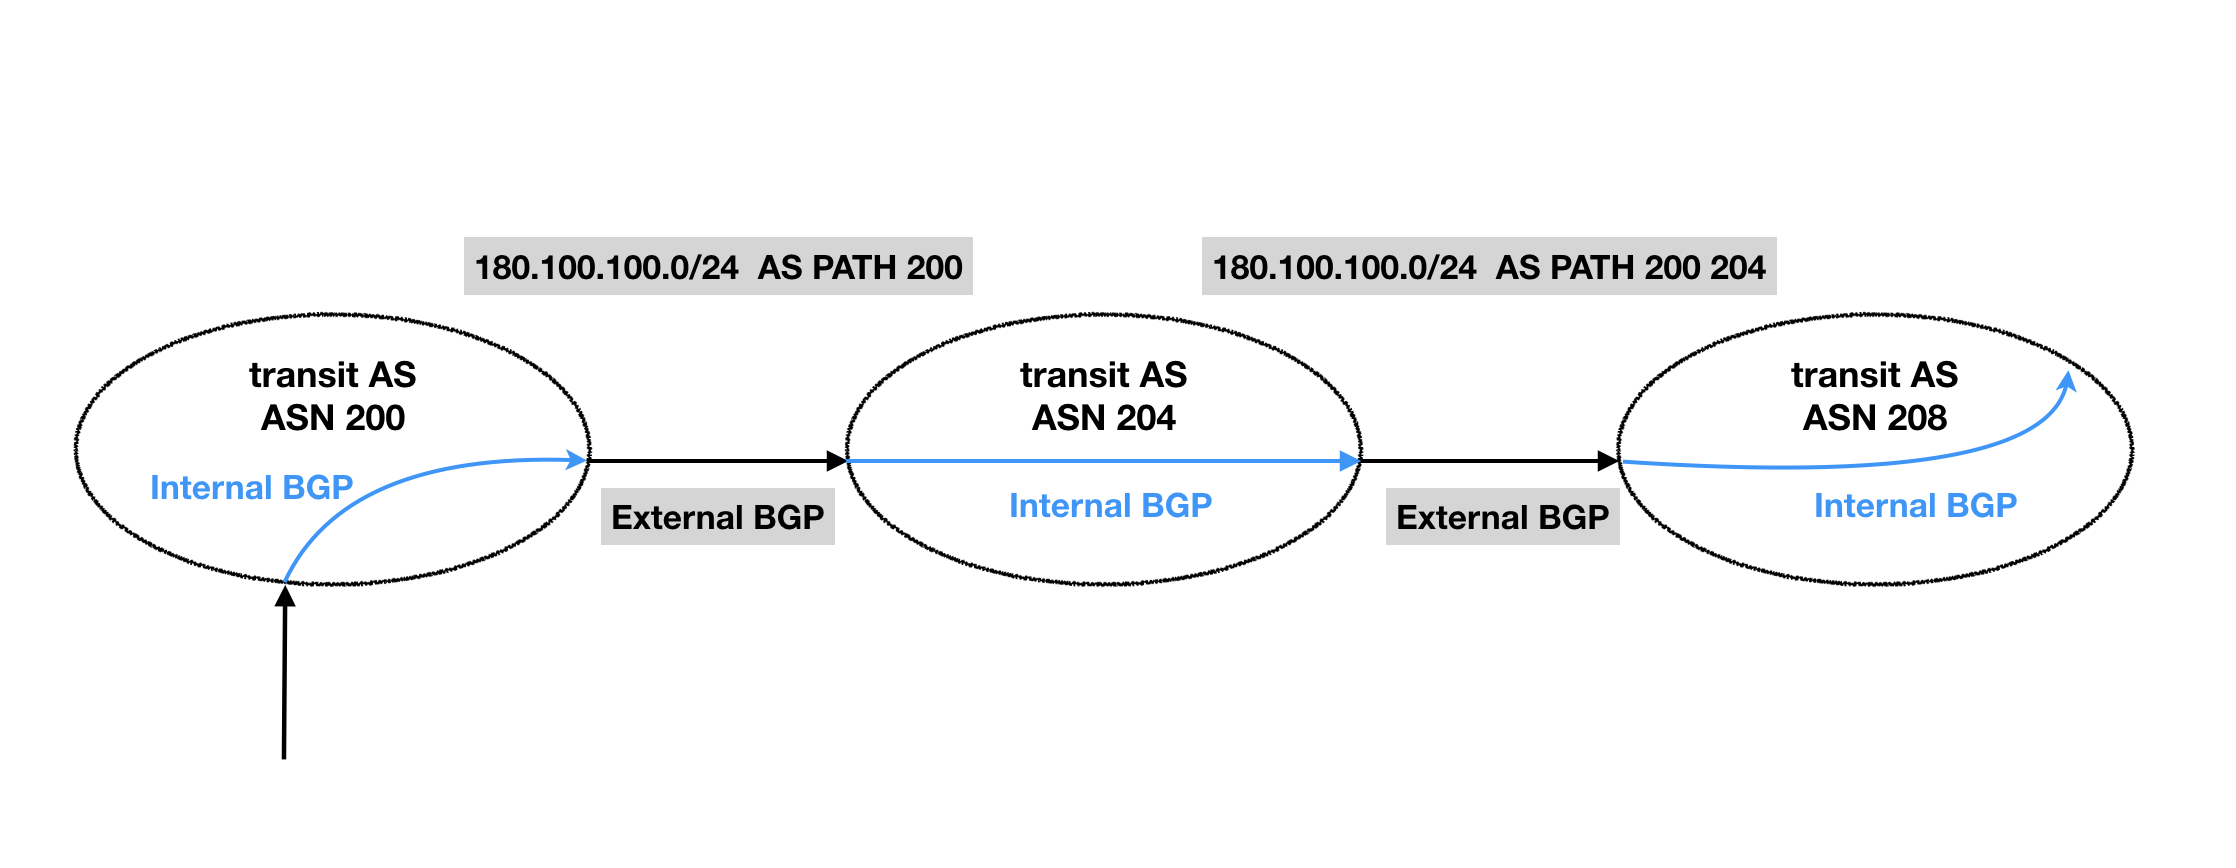 180.100.100.0/24  AS PATH 200
180.100.100.0/24  AS PATH 200 204
transit AS
ASN 200
Internal BGP
External BGP
transit AS
ASN 204
Internal BGP
External BGP
transit AS
ASN 208
Internal BGP